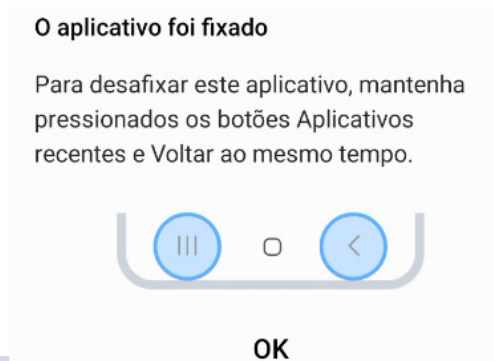 O aplicativo foi fixado
Para desafixar este aplicativo, mantenha
pressionados os botões Aplicativos
recentes e Voltar ao mesmo tempo.
OK